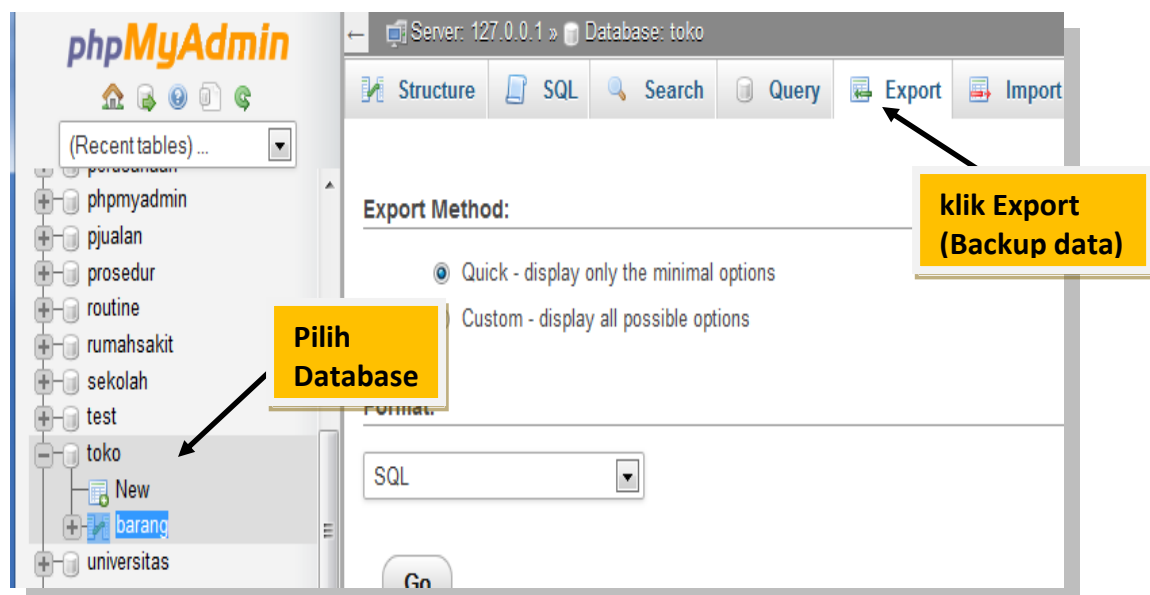 phpMyAdmin
(Recent tables) ...
perusahaan
phpmyadmin
pjualan
prosedur
routine
rumahsakit
sekolah
test
toko
New
barang
universitas
← Server: 127.0.0.1 » Database: toko
Structure SQL Search Query Export Import
Export Method:
Quick - display only the minimal options
Custom - display all possible options
Format:
SQL
Go
klik Export
(Backup data)
Pilih
Database